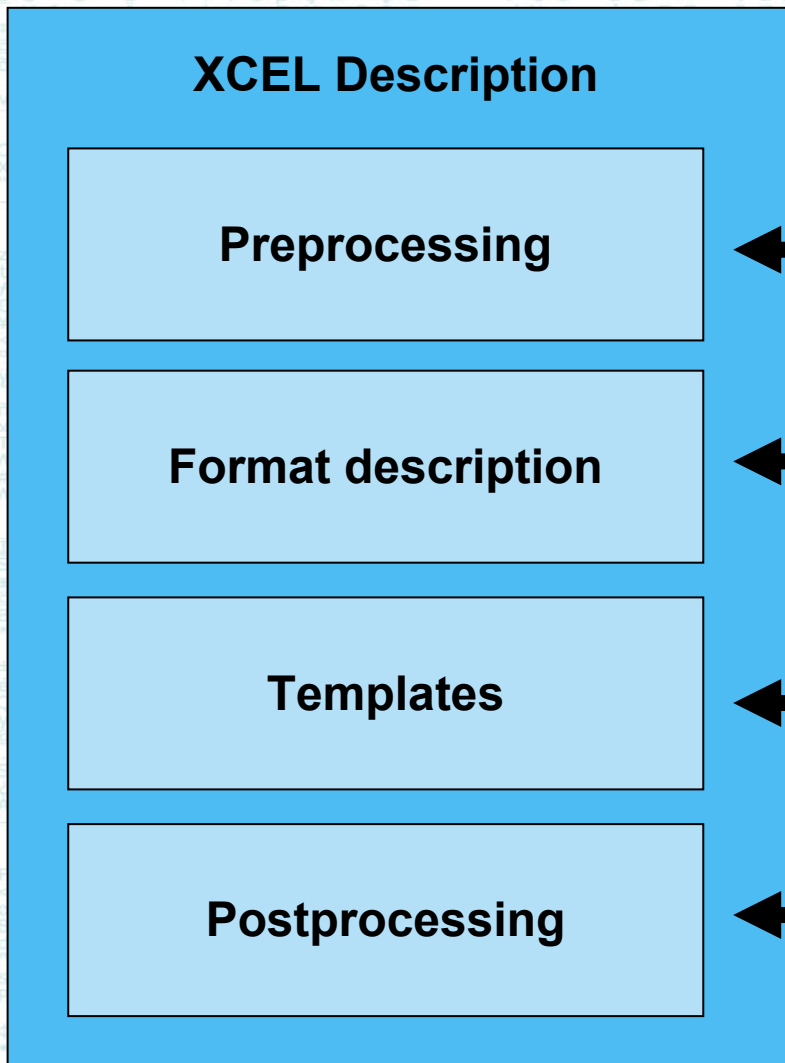 XCEL Description
Preprocessing
Format description
Templates
Postprocessing